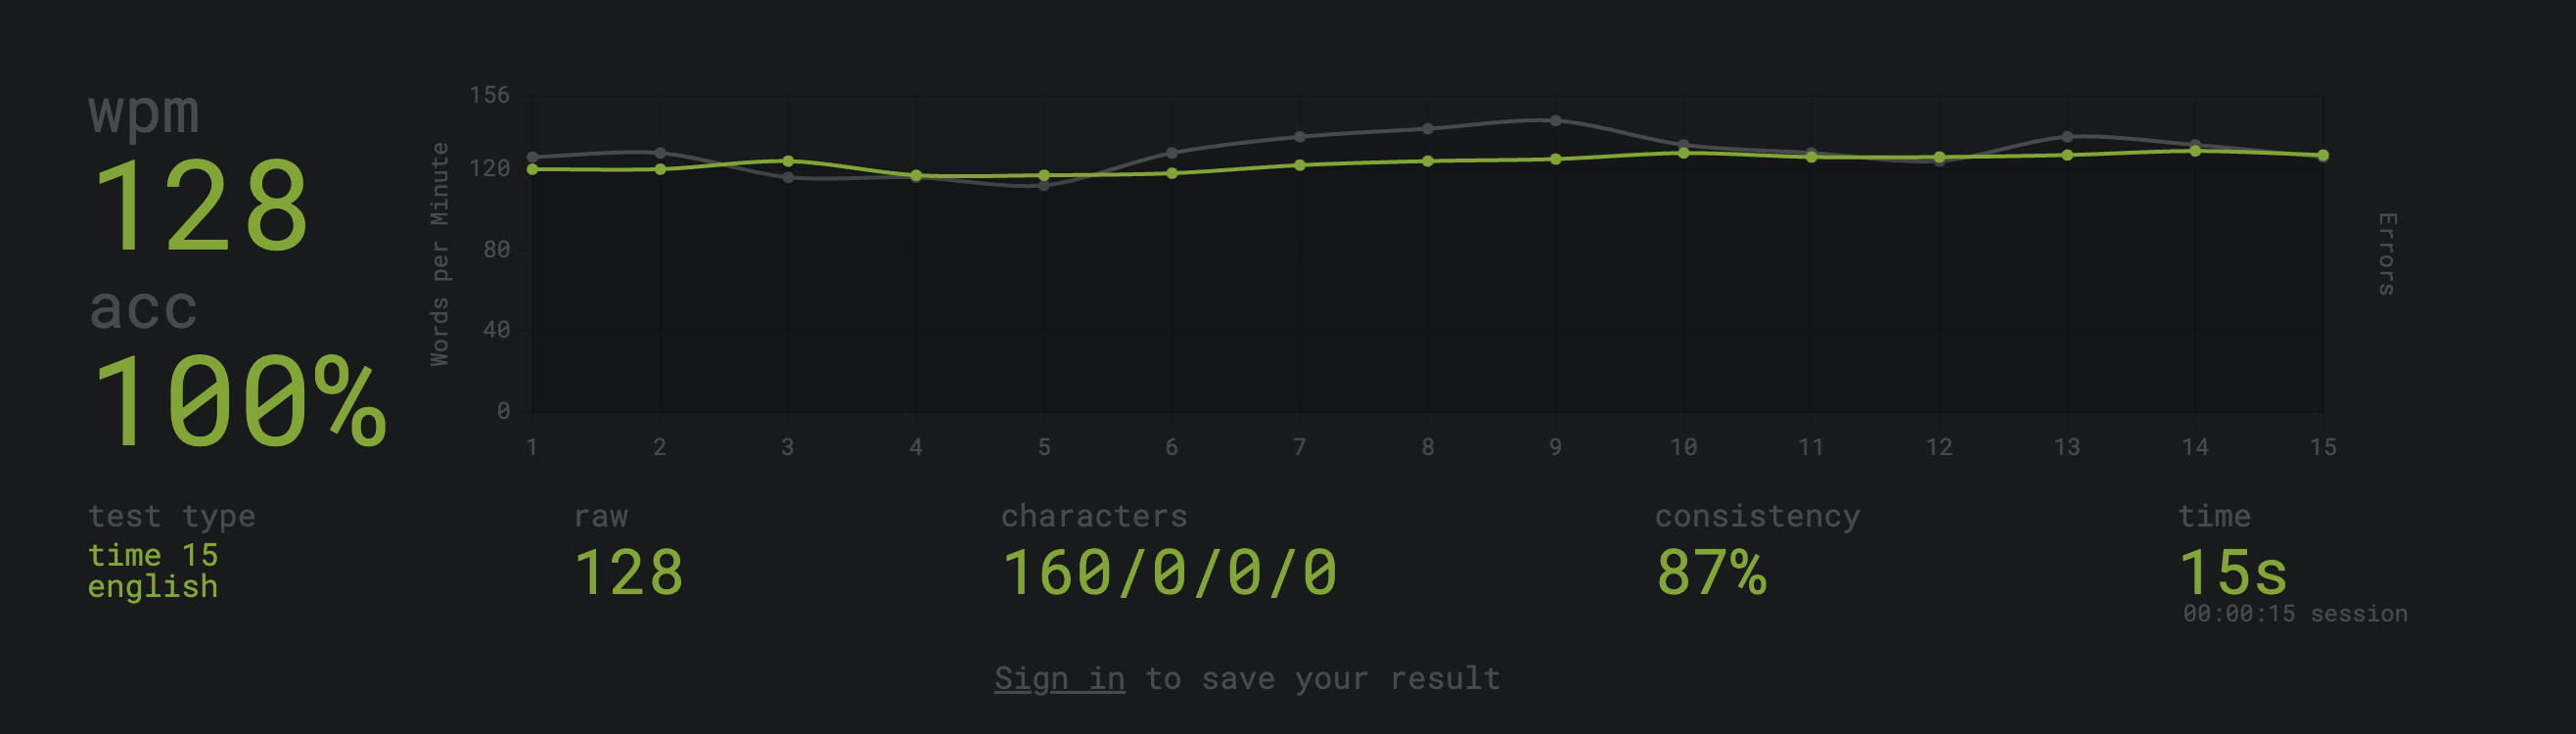 wpm
128
acc
100%
Words per Minute
156
120
80
40
0
1 2 3 4 5 6 7 8 9 10 11 12 13 14 15
Errors
test type
time 15
english
raw
128
characters
160/0/0/0
consistency
87%
time
15s
00:00:15 session
Sign in to save your result